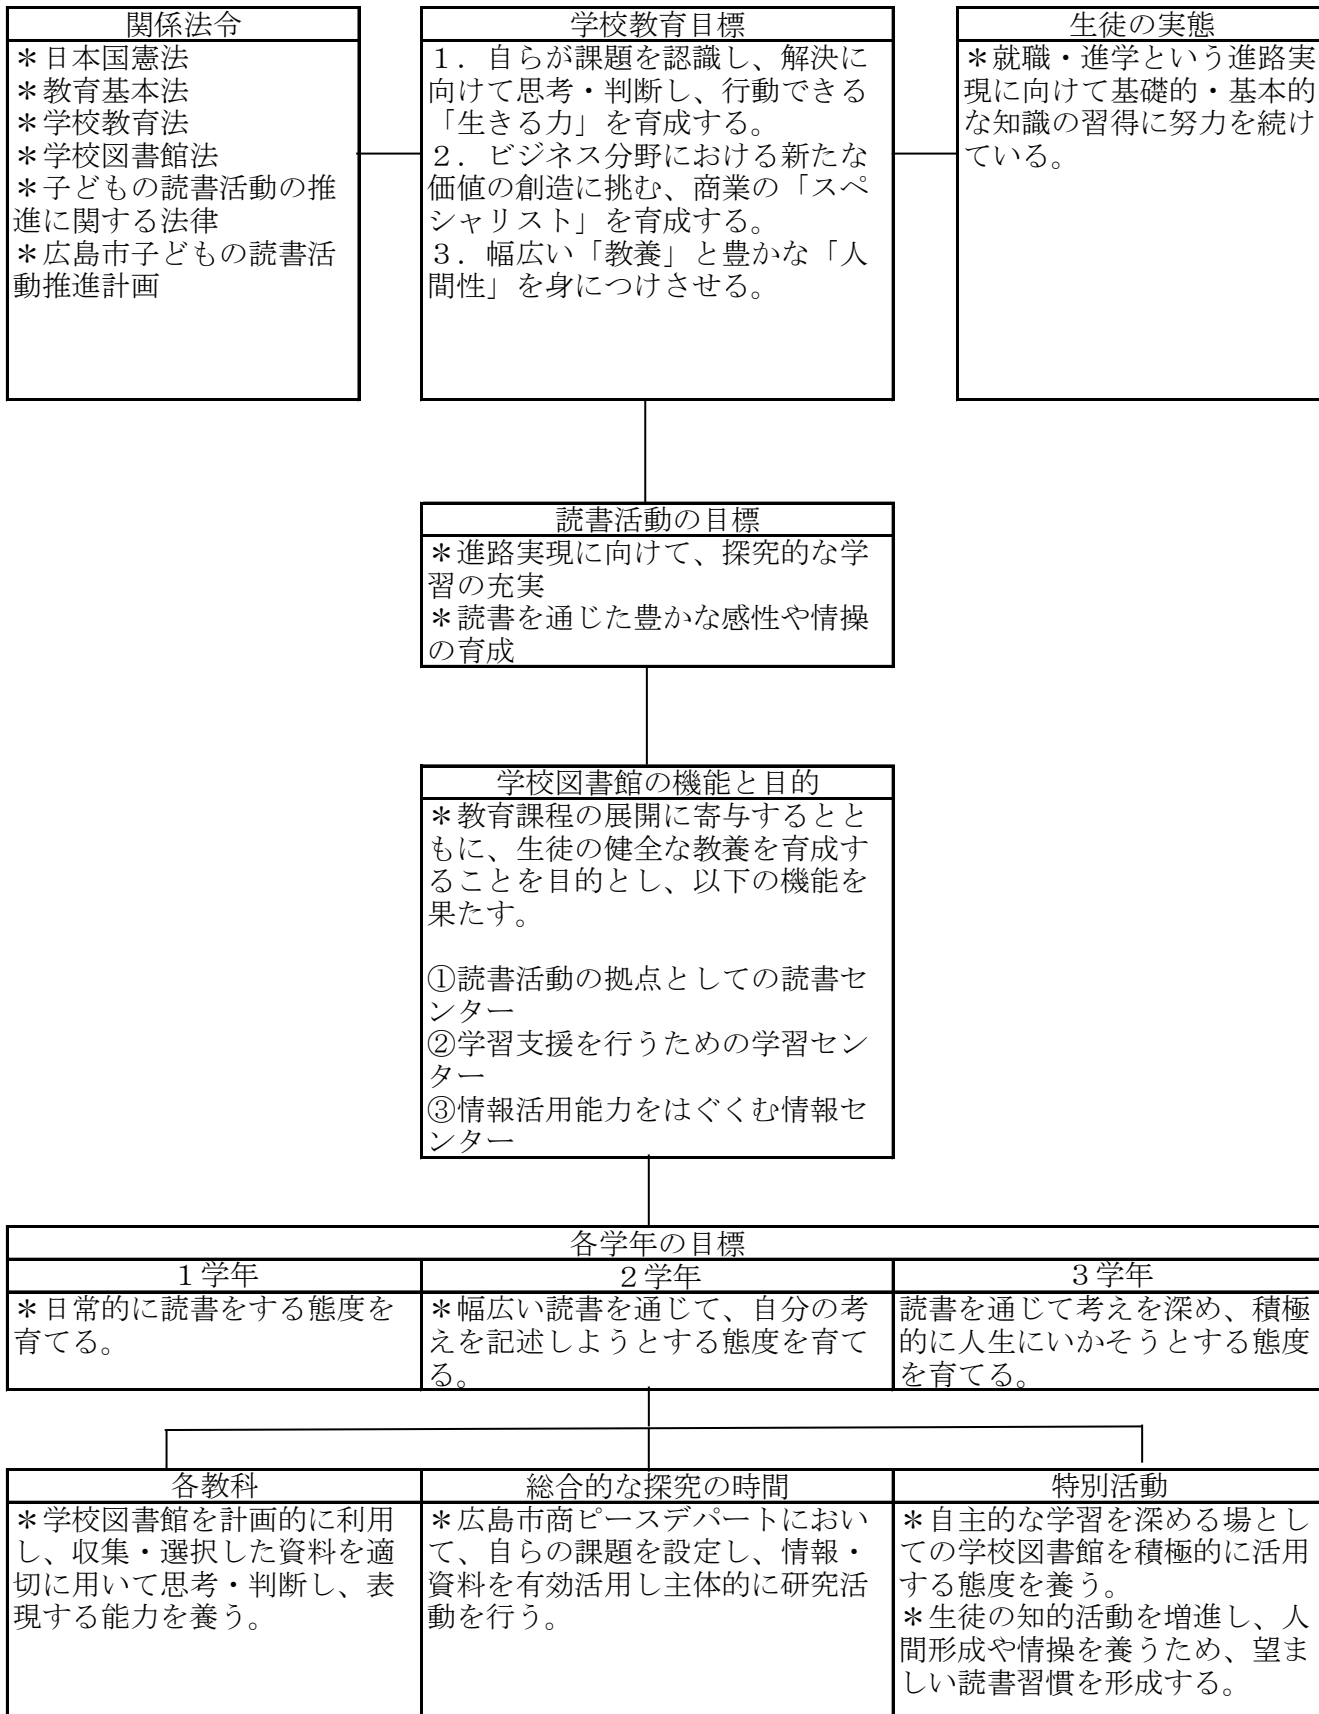 関係法令
＊日本国憲法
＊教育基本法
＊学校教育法
＊学校図書館法
＊子どもの読書活動の推
進に関する法律
＊広島市子どもの読書活
動推進計画
学校教育目標
１．自らが課題を認識し、解決に
向けて思考・判断し、行動できる
「生きる力」を育成する。
２．ビジネス分野における新たな
価値の創造に挑む、商業の「スペ
シャリスト」を育成する。
３．幅広い「教養」と豊かな「人
間性」を身につけさせる。
生徒の実態
＊就職・進学という進路実
現に向けて基礎的・基本的
な知識の習得に努力を続け
ている。
読書活動の目標
＊進路実現に向けて、探究的な学
習の充実
＊読書を通じた豊かな感性や情操
の育成
学校図書館の機能と目的
＊教育課程の展開に寄与するとと
もに、生徒の健全な教養を育成す
ることを目的とし、以下の機能を
果たす。
①読書活動の拠点としての読書セ
ンター
②学習支援を行うための学習セン
ター
③情報活用能力をはぐくむ情報セ
ンター
各学年の目標
１学年
＊日常的に読書をする態度を
育てる。
２学年
＊幅広い読書を通じて、自分の考
えを記述しようとする態度を育て
る。
３学年
読書を通じて考えを深め、積極
的に人生にいかそうとする態度
を育てる。
各教科
＊学校図書館を計画的に利用
し、収集・選択した資料を適
切に用いて思考・判断し、表
現する能力を養う。
総合的な探究の時間
＊広島市商ピースデパートにおい
て、自らの課題を設定し、情報・
資料を有効活用し主体的に研究活
動を行う。
特別活動
＊自主的な学習を深める場とし
ての学校図書館を積極的に活用
する態度を養う。
＊生徒の知的活動を増進し、人
間形成や情操を養うため、望ま
しい読書習慣を形成する。